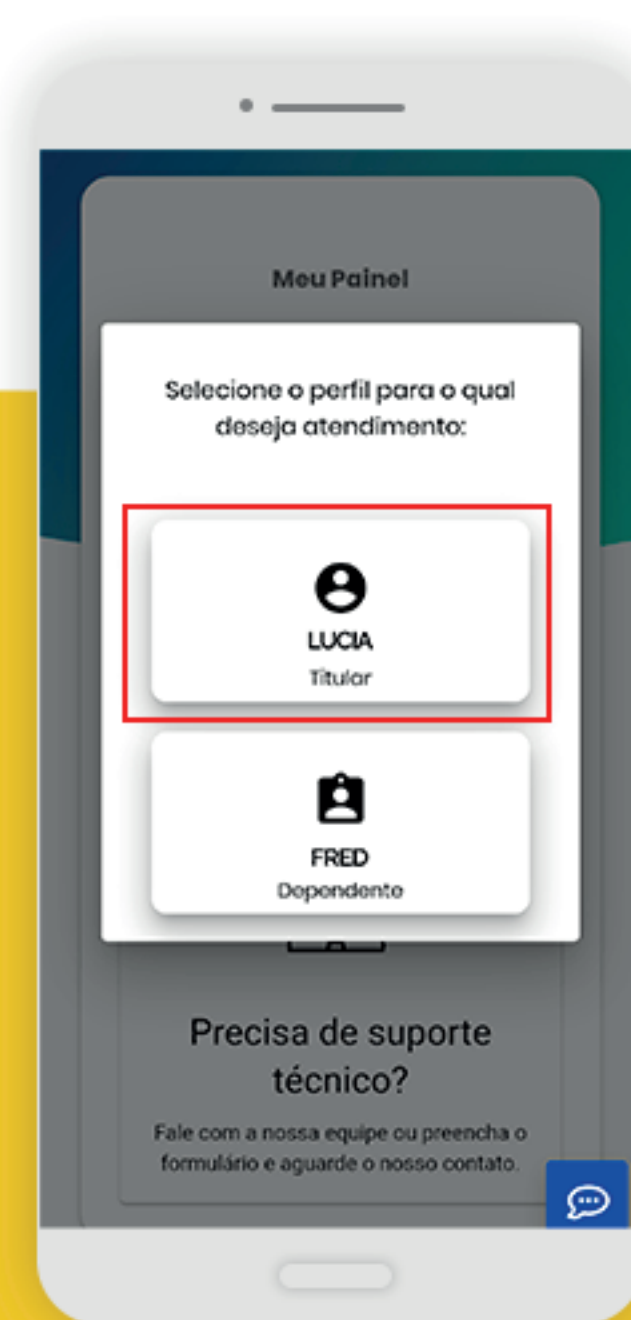 Meu Painel
Selecione o perfil para o qual
deseja atendimento:
LUCIA
Titular
FRED
Dependente
Precisa de suporte
técnico?
Fale com a nossa equipe ou preencha o
formulário e aguarde o nosso contato.